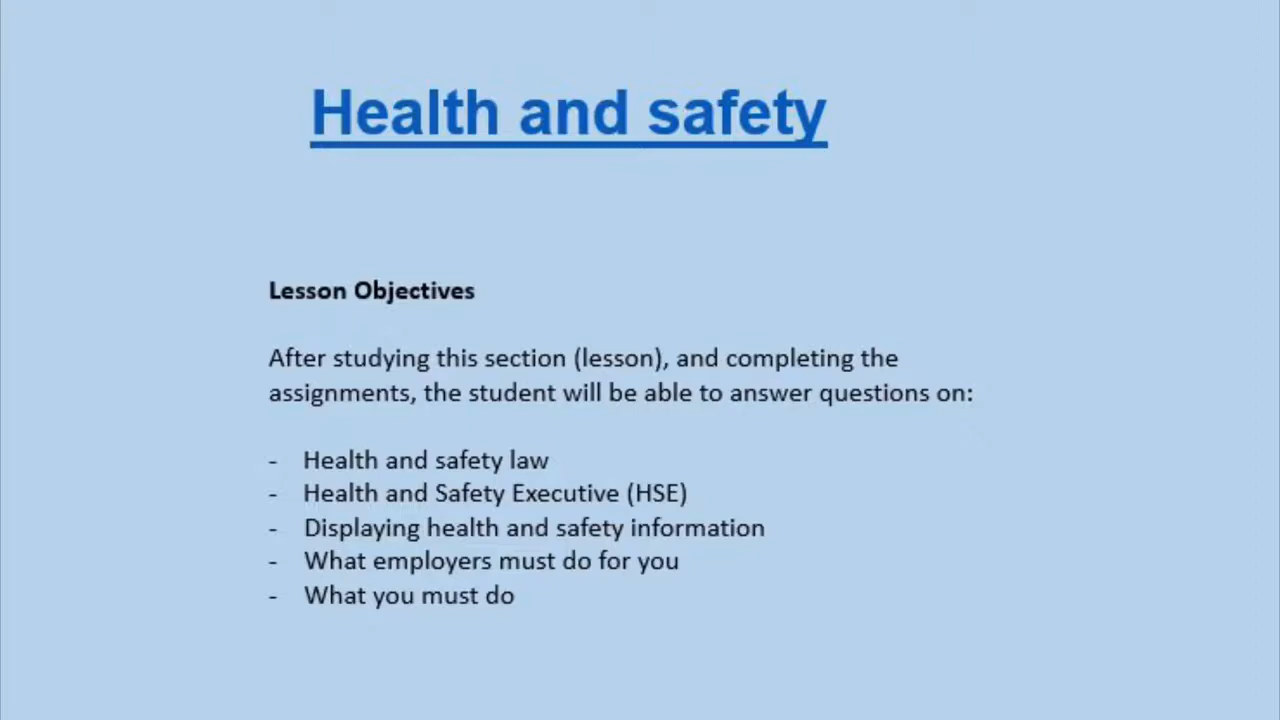 Health and safety
Lesson Objectives
After studying this section (lesson), and completing the
assignments, the student will be able to answer questions on:
- Health and safety law
- Health and Safety Executive (HSE)
- Displaying health and safety information
- What employers must do for you
- What you must do